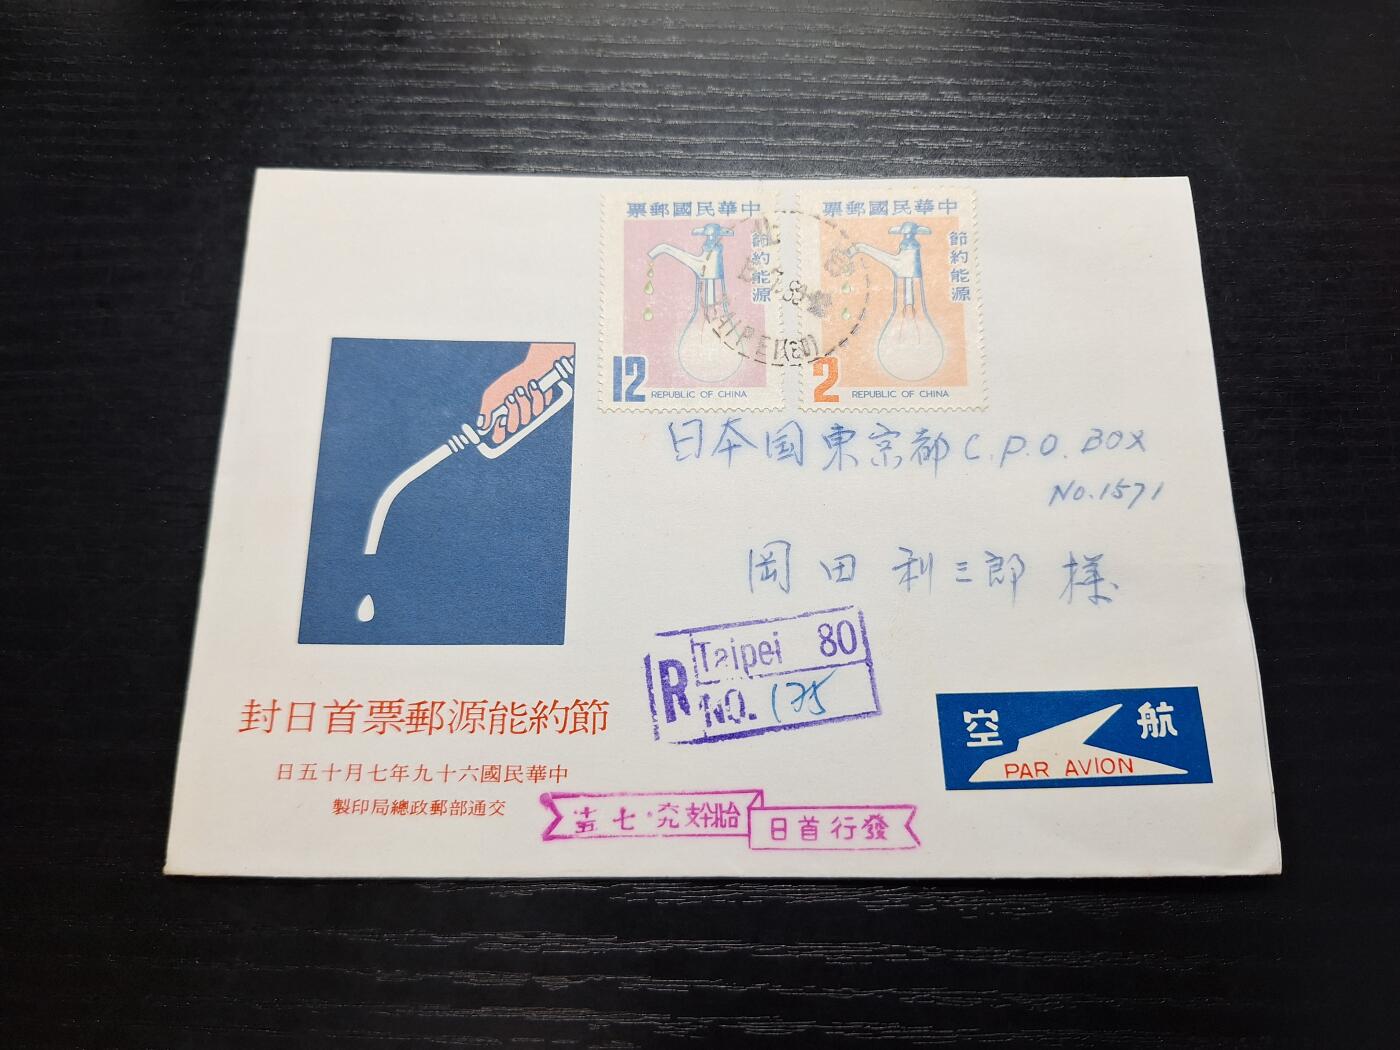 中華民國郵票
節約能源
12
REPUBLIC OF CHINA
中華民國郵票
節約能源
2
REPUBLIC OF CHINA
TAIPEI(80)
日本国東京都 C.P.O. BOX
No.1571
岡田利三郎様
R
Taipei 80
NO. 175
節約能源郵票首日封
中華民國六十九年七月十五日
交通部郵政總局印製
發行首日
航空
PAR AVION